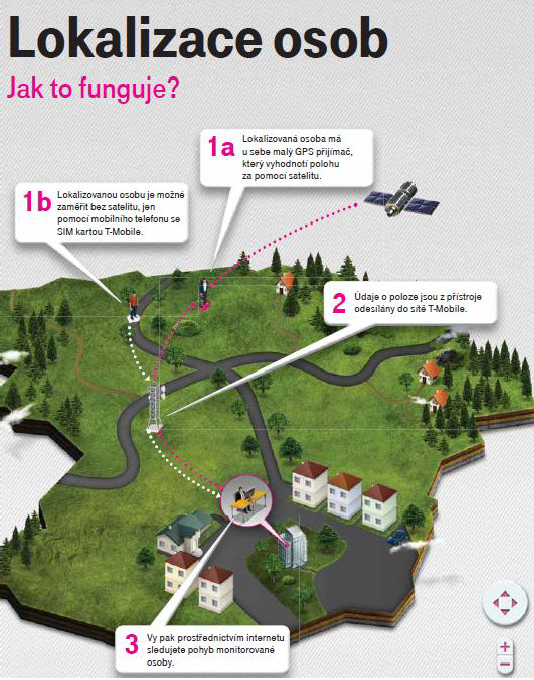 Lokalizace osob
Jak to funguje?
1a
Lokalizovaná osoba má
u sebe malý GPS přijímač,
který vyhodnotí polohu
za pomocí satelitu.
1b
Lokalizovanou osobu je možné
zaměřit bez satelitu, jen
pomocí mobilního telefonu se
SIM kartou T-Mobile.
2
Údaje o poloze jsou z přístroje
odesílány do sítě T-Mobile.
3
Vy pak prostřednictvím internetu
sledujete pohyb monitorované
osoby.